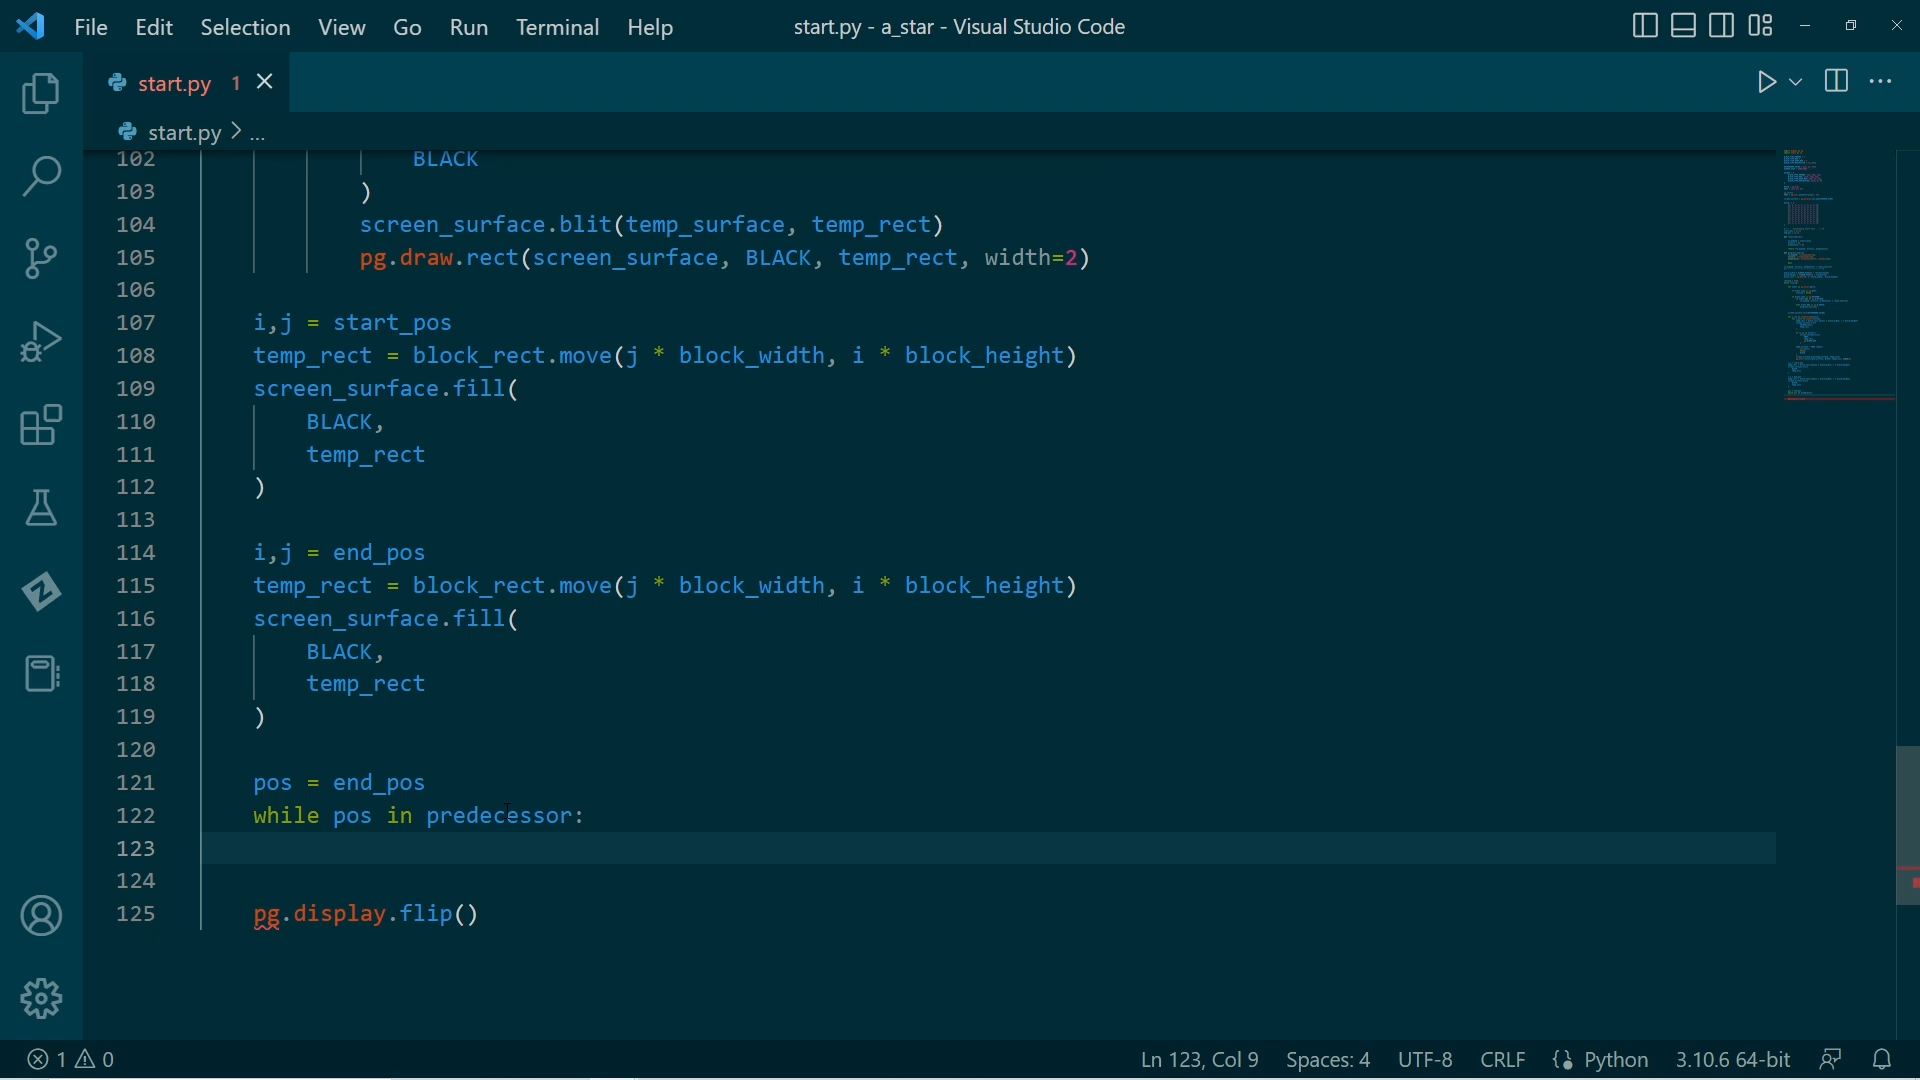 File Edit Selection View Go Run Terminal Help start.py - a_star - Visual Studio Code
start.py 1
start.py > ...
102 BLACK
103 )
104 screen_surface.blit(temp_surface, temp_rect)
105 pg.draw.rect(screen_surface, BLACK, temp_rect, width=2)
106
107 i,j = start_pos
108 temp_rect = block_rect.move(j * block_width, i * block_height)
109 screen_surface.fill(
110 BLACK,
111 temp_rect
112 )
113
114 i,j = end_pos
115 temp_rect = block_rect.move(j * block_width, i * block_height)
116 screen_surface.fill(
117 BLACK,
118 temp_rect
119 )
120
121 pos = end_pos
122 while pos in predecessor:
123
124
125 pg.display.flip()
1 0 Ln 123, Col 9 Spaces: 4 UTF-8 CRLF {} Python 3.10.6 64-bit